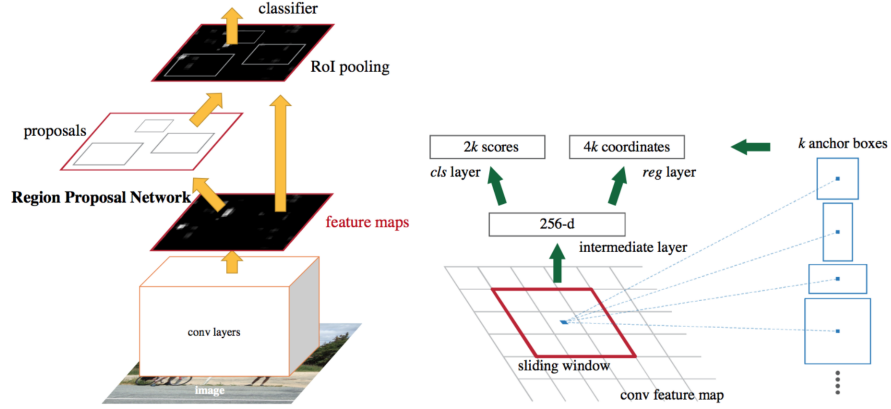 classifier
RoI pooling
proposals
Region Proposal Network
feature maps
conv layers
image
2k scores
4k coordinates
k anchor boxes
cls layer
reg layer
256-d
intermediate layer
sliding window
conv feature map